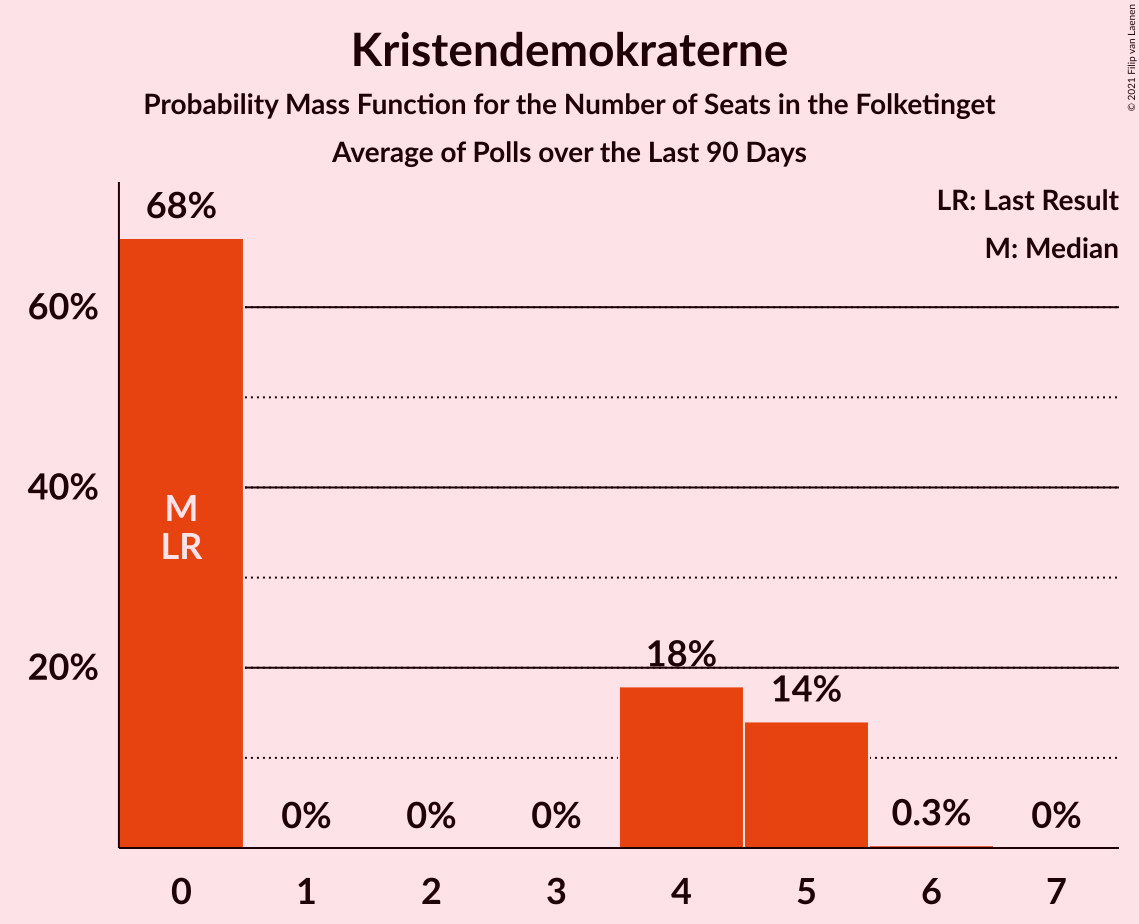 Kristendemokraterne
Probability Mass Function for the Number of Seats in the Folketinget
Average of Polls over the Last 90 Days
© 2021 Filip van Laenen
LR: Last Result
M: Median
68%
60%
40%
20%
M
LR
0%
0%
0%
18%
14%
0.3%
0%
0
1
2
3
4
5
6
7